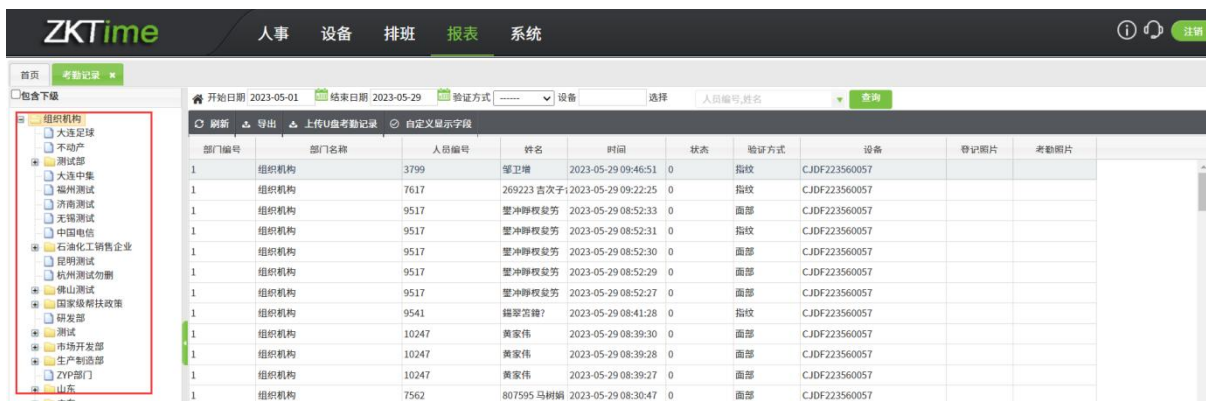 ZKTime 人事 设备 排班 报表 系统 注销
首页 考勤记录
包含下级
开始日期 2023-05-01 结束日期 2023-05-29 验证方式 ------ 设备 选择 人员编号,姓名 查询
刷新 导出 上传U盘考勤记录 自定义显示字段
部门编号 部门名称 人员编号 姓名 时间 状态 验证方式 设备 登记照片 考勤照片
组织机构
大连足球
不动产
测试部
大连中集
福州测试
济南测试
无锡测试
中国电信
石油化工销售企业
昆明测试
杭州测试勿删
佛山测试
国家级帮扶政策
研发部
测试
市场开发部
生产制造部
ZYP部门
山东
1 组织机构 3799 邹卫增 2023-05-29 09:46:51 0 指纹 CJDF223560057
1 组织机构 7617 269223 吉次子 2023-05-29 09:22:25 0 指纹 CJDF223560057
1 组织机构 9517 2023-05-29 08:52:33 0 面部 CJDF223560057
1 组织机构 9517 2023-05-29 08:52:31 0 指纹 CJDF223560057
1 组织机构 9517 2023-05-29 08:52:30 0 面部 CJDF223560057
1 组织机构 9517 2023-05-29 08:52:29 0 面部 CJDF223560057
1 组织机构 9517 2023-05-29 08:52:27 0 面部 CJDF223560057
1 组织机构 9541 2023-05-29 08:41:28 0 指纹 CJDF223560057
1 组织机构 10247 黄家伟 2023-05-29 08:39:30 0 面部 CJDF223560057
1 组织机构 10247 黄家伟 2023-05-29 08:39:28 0 面部 CJDF223560057
1 组织机构 10247 黄家伟 2023-05-29 08:39:27 0 面部 CJDF223560057
1 组织机构 7562 807595 马树娟 2023-05-29 08:30:47 0 面部 CJDF223560057